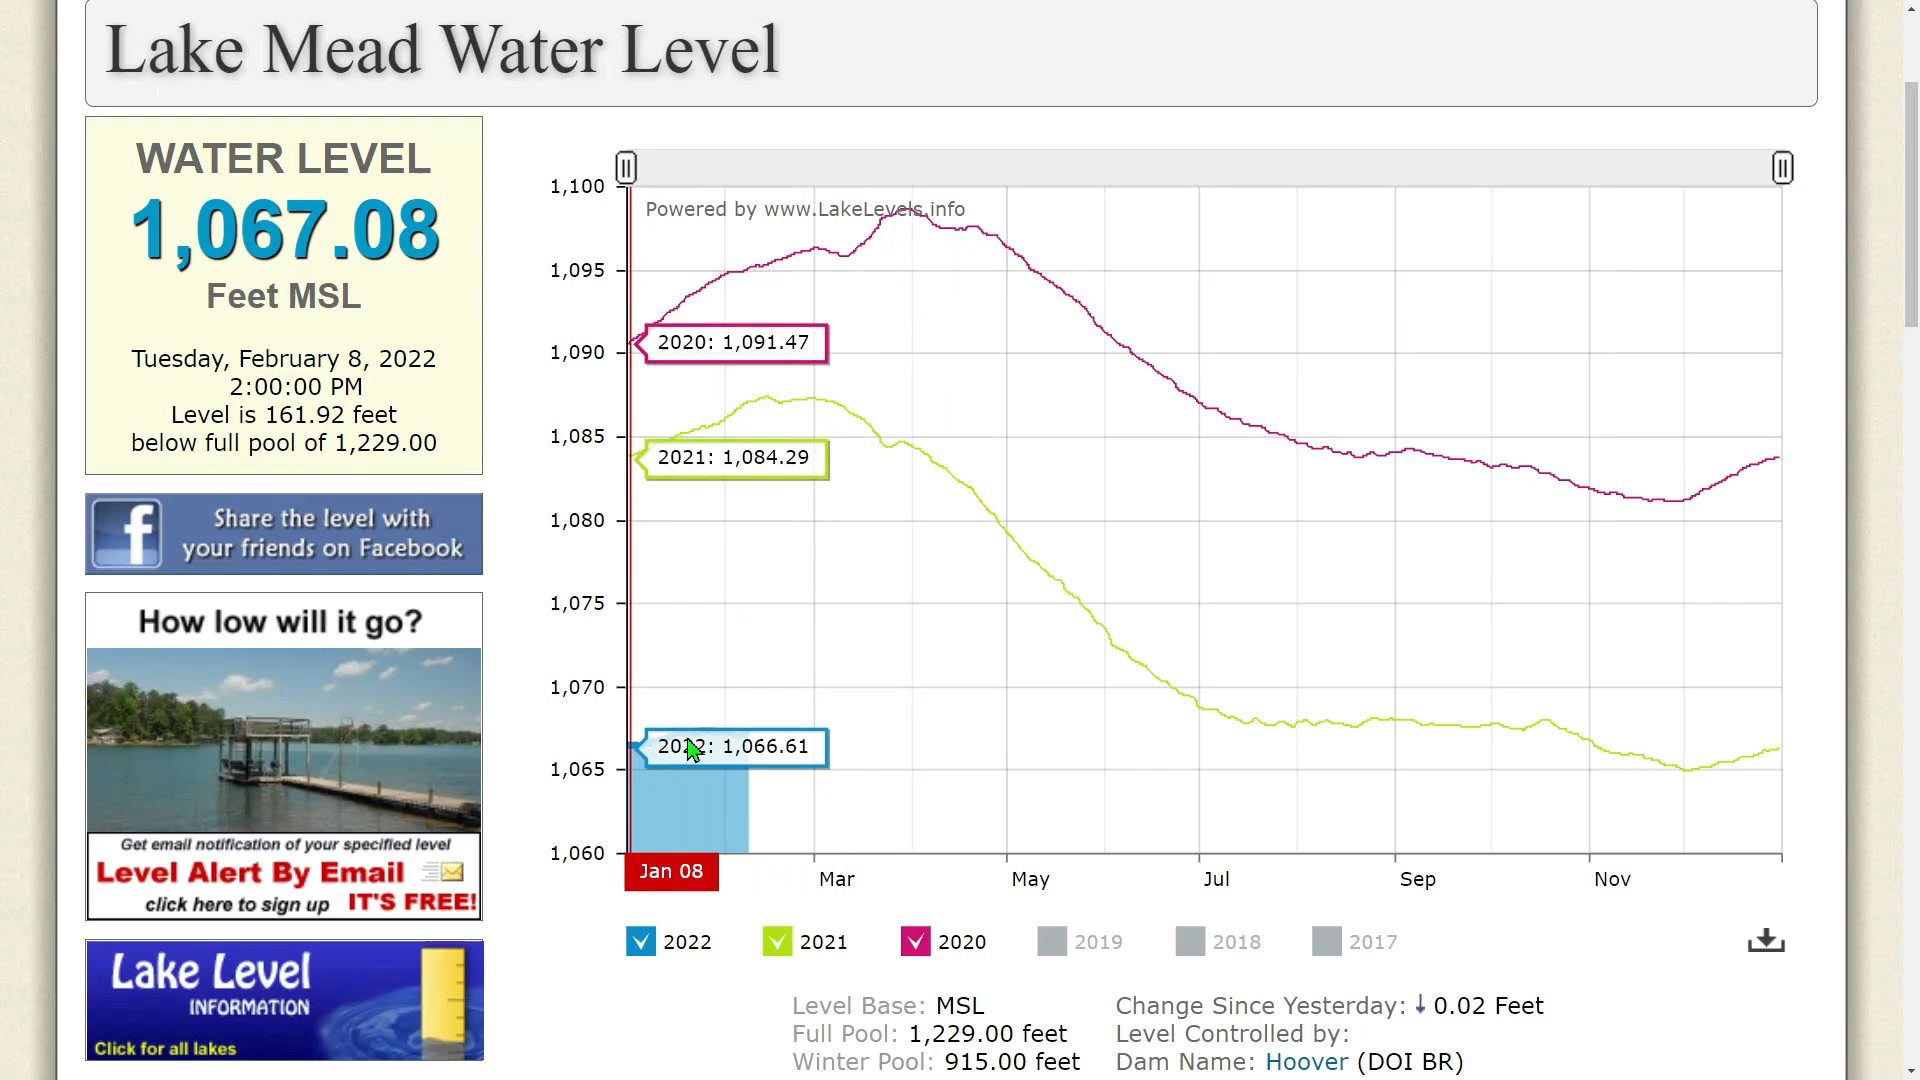 Lake Mead Water Level
WATER LEVEL
1,067.08
Feet MSL
Tuesday, February 8, 2022
2:00:00 PM
Level is 161.92 feet
below full pool of 1,229.00
f Share the level with
your friends on Facebook
How low will it go?
Get email notification of your specified level
Level Alert By Email
click here to sign up IT'S FREE!
Lake Level
INFORMATION
Click for all lakes
Powered by www.LakeLevels.info
1,100
1,095
1,090
1,085
1,080
1,075
1,070
1,065
1,060
2020: 1,091.47
2021: 1,084.29
2022: 1,066.61
Jan 08 Mar May Jul Sep Nov
2022 2021 2020 2019 2018 2017
Level Base: MSL
Full Pool: 1,229.00 feet
Winter Pool: 915.00 feet
Change Since Yesterday: ↓ 0.02 Feet
Level Controlled by:
Dam Name: Hoover (DOI BR)